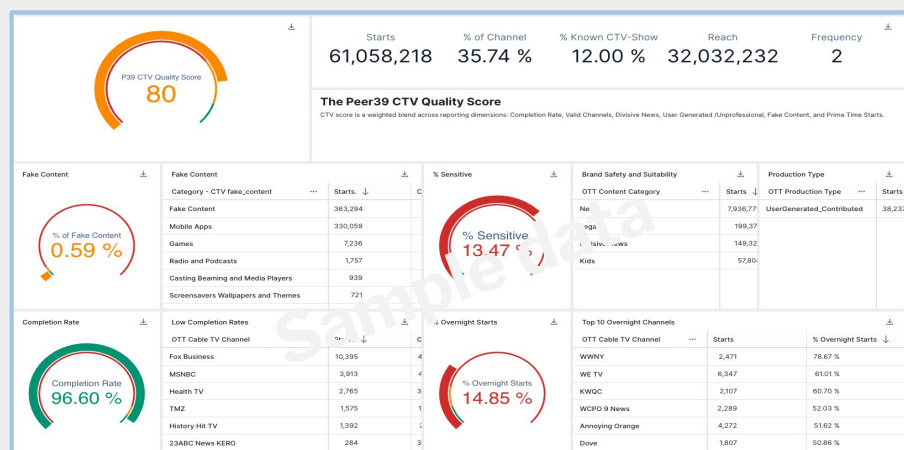 P39 CTV Quality Score
80
Starts % of Channel % Known CTV-Show Reach Frequency
61,058,218 35.74 % 12.00 % 32,032,232 2
The Peer39 CTV Quality Score
CTV score is a weighted blend across reporting dimensions: Completion Rate, Valid Channels, Divisive News, User Generated /Unprofessional, Fake Content, and Prime Time Starts.
Fake Content
% of Fake Content
0.59 %
Fake Content
Category - CTV fake_content ... Starts. ↓ C
Fake Content 363,294
Mobile Apps 330,059
Games 7,236
Radio and Podcasts 1,757
Casting Beaming and Media Players 939
Screensavers Wallpapers and Themes 721
% Sensitive
% Sensitive
13.47 %
Brand Safety and Suitability
OTT Content Category ... Starts ↓
7,936,77
199,37
149,32
Kids 57,80
Production Type
OTT Production Type ... Starts
UserGenerated_Contributed 38,237
Completion Rate
Completion Rate
96.60 %
Low Completion Rates
OTT Cable TV Channel ↓ C
Fox Business 10,395 4
MSNBC 3,913 4
Health TV 2,765 3
TMZ 1,575 1
History Hit TV 1,392
23ABC News KERO 284 3
% Overnight Starts
% Overnight Starts
14.85 %
Top 10 Overnight Channels
OTT Cable TV Channel ... Starts % Overnight Starts ↓
WWNY 2,471 78.67 %
WE TV 6,347 61.01 %
KWQC 2,107 60.70 %
WCPO 9 News 2,289 52.03 %
Annoying Orange 4,272 51.62 %
Dove 1,807 50.86 %
Sample data